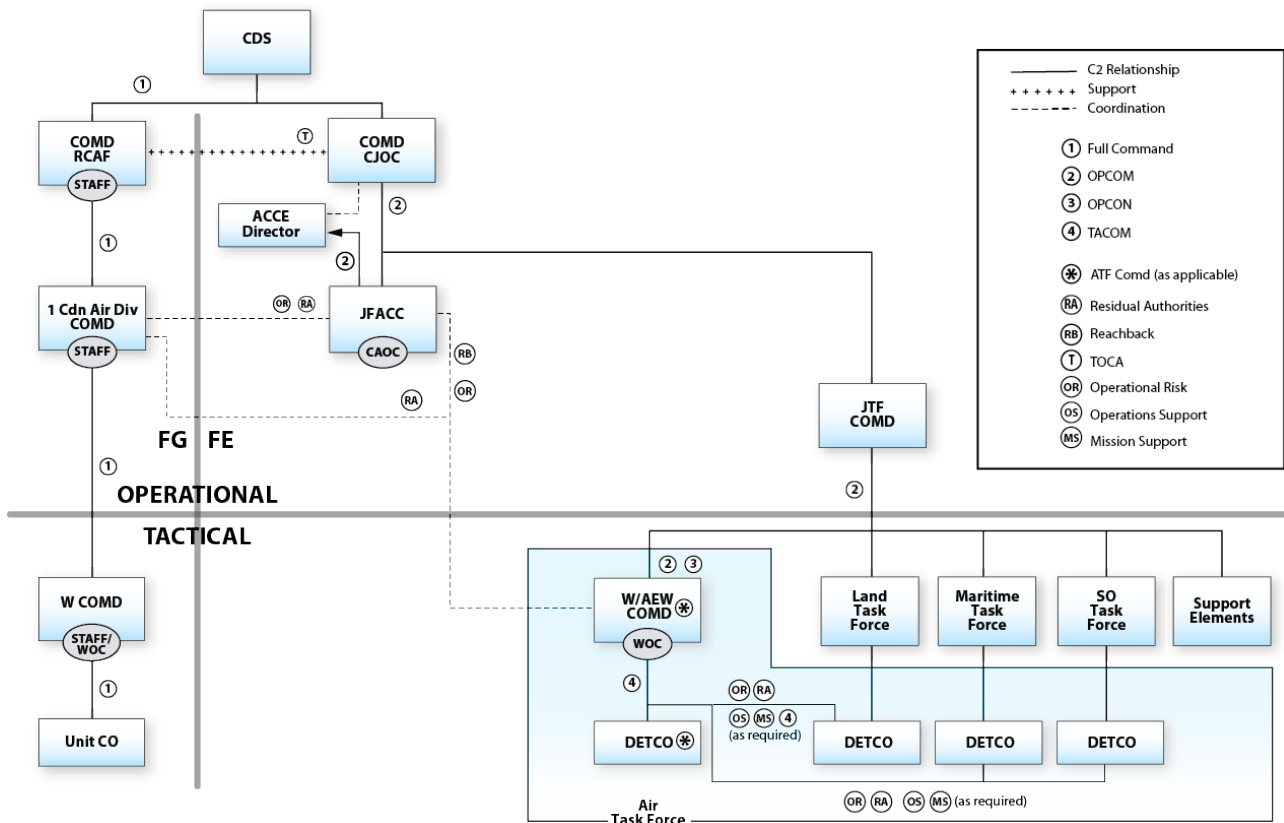 CDS
1
COMD
RCAF
STAFF
T
COMD
CJOC
ACCE
Director
2
2
1
1 Cdn Air Div
COMD
STAFF
OR RA
JFACC
CAOC
RB
OR
RA
JTF
COMD
FG FE
1
2
OPERATIONAL
TACTICAL
W COMD
STAFF/
WOC
1
Unit CO
2 3
W/AEW
COMD *
WOC
4
Land
Task
Force
Maritime
Task
Force
SO
Task
Force
Support
Elements
OR RA
OS MS 4
(as required)
DETCO *
DETCO
DETCO
DETCO
OR RA OS MS (as required)
Air
Task Force
C2 Relationship
Support
Coordination
1 Full Command
2 OPCOM
3 OPCON
4 TACOM
* ATF Comd (as applicable)
RA Residual Authorities
RB Reachback
T TOCA
OR Operational Risk
OS Operations Support
MS Mission Support